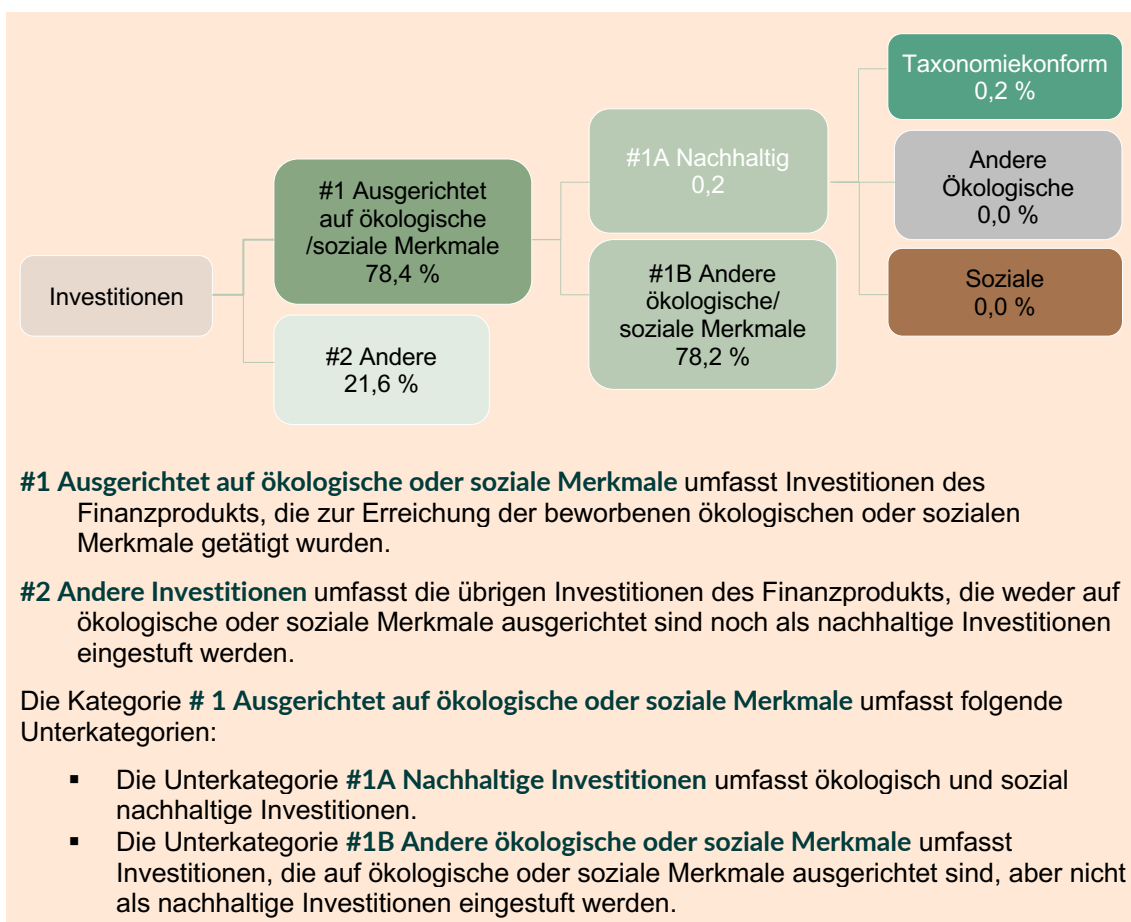 Investitionen
#1 Ausgerichtet
auf ökologische
/soziale Merkmale
78,4 %
#2 Andere
21,6 %
#1A Nachhaltig
0,2
#1B Andere
ökologische/
soziale Merkmale
78,2 %
Taxonomiekonform
0,2 %
Andere
Ökologische
0,0 %
Soziale
0,0 %
#1 Ausgerichtet auf ökologische oder soziale Merkmale umfasst Investitionen des
Finanzprodukts, die zur Erreichung der beworbenen ökologischen oder sozialen
Merkmale getätigt wurden.
#2 Andere Investitionen umfasst die übrigen Investitionen des Finanzprodukts, die weder auf
ökologische oder soziale Merkmale ausgerichtet sind noch als nachhaltige Investitionen
eingestuft werden.
Die Kategorie # 1 Ausgerichtet auf ökologische oder soziale Merkmale umfasst folgende
Unterkategorien:
▪ Die Unterkategorie #1A Nachhaltige Investitionen umfasst ökologisch und sozial
nachhaltige Investitionen.
▪ Die Unterkategorie #1B Andere ökologische oder soziale Merkmale umfasst
Investitionen, die auf ökologische oder soziale Merkmale ausgerichtet sind, aber nicht
als nachhaltige Investitionen eingestuft werden.